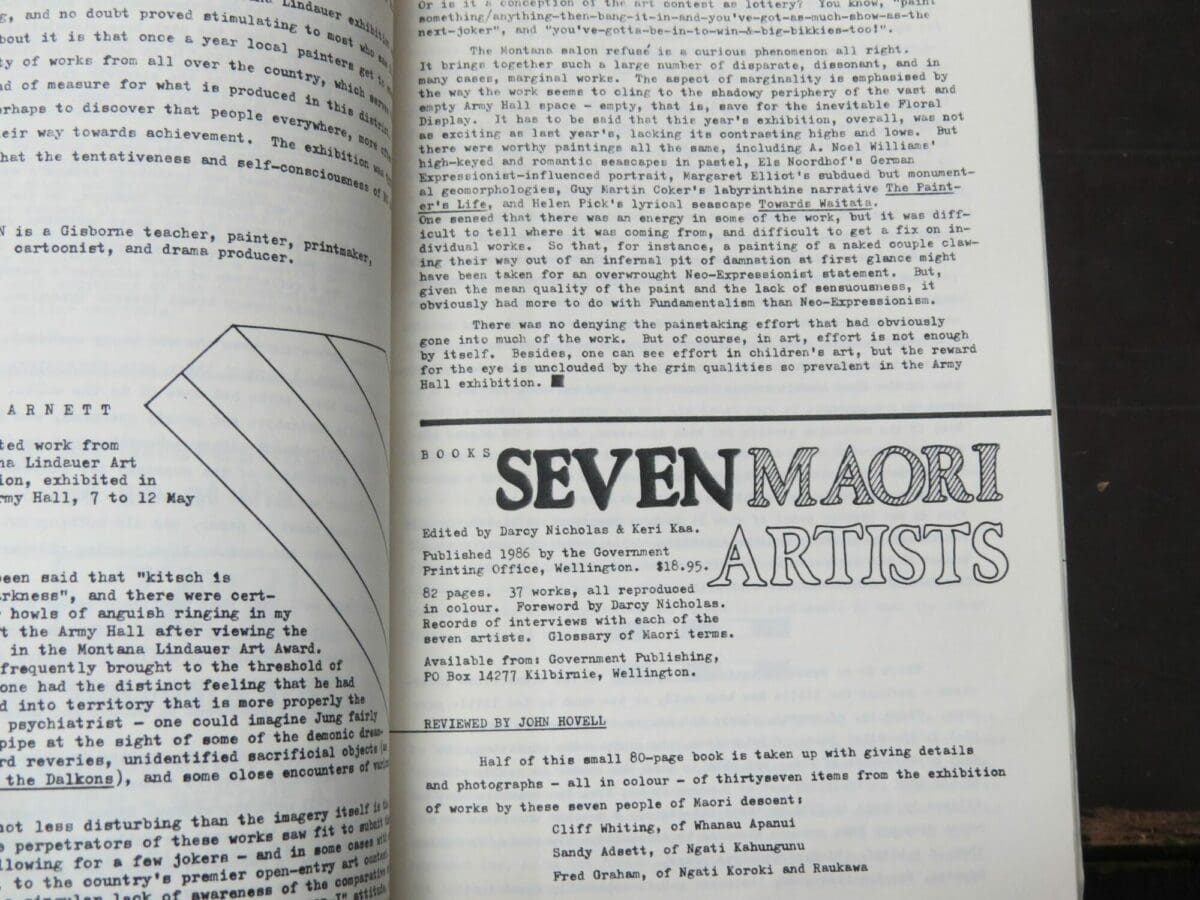 Lindauer exhibition
g, and no doubt proved stimulating to most who saw
bout it is that once a year local painters get to
ty of works from all over the country, which serve
nd of measure for what is produced in this district
erhaps to discover that people everywhere, more
heir way towards achievement. The exhibition was
hat the tentativeness and self-consciousness of
N is a Gisborne teacher, painter, printmaker,
cartoonist, and drama producer.
ARNETT
ted work from
na Lindauer Art
ion, exhibited in
rmy Hall, 7 to 12 May
been said that "kitsch is
arkness", and there were cert-
howls of anguish ringing in my
t the Army Hall after viewing the
in the Montana Lindauer Art Award.
frequently brought to the threshold of
one had the distinct feeling that he had
d into territory that is more properly the
psychiatrist - one could imagine Jung fairly
pipe at the sight of some of the demonic dream-
rd reveries, unidentified sacrificial objects (as
the Dalkons), and some close encounters of
not less disturbing than the imagery itself is
e perpetrators of these works saw fit to submit
llowing for a few jokers - and in some cases
, to the country's premier open-entry art contest
singular lack of awareness of the comparative
attitude
Or is it a conception of the art contest as lottery? You know, "paint
something/anything-then-bang-it-in-and-you've-got-as-much-show-as-the
next-joker", and "you've-gotta-be-in-to-win-&-big-bikkies-too!".
The Montana salon refusé is a curious phenomenon all right.
It brings together such a large number of disparate, dissonant, and in
many cases, marginal works. The aspect of marginality is emphasised by
the way the work seems to cling to the shadowy periphery of the vast and
empty Army Hall space - empty, that is, save for the inevitable Floral
Display. It has to be said that this year's exhibition, overall, was not
as exciting as last year's, lacking its contrasting highs and lows. But
there were worthy paintings all the same, including A. Noel Williams'
high-keyed and romantic seascapes in pastel, Els Noordhof's German
Expressionist-influenced portrait, Margaret Elliot's subdued but monument-
al geomorphologies, Guy Martin Coker's labyrinthine narrative The Paint-
er's Life, and Helen Pick's lyrical seascape Towards Waitata.
One sensed that there was an energy in some of the work, but it was diff-
icult to tell where it was coming from, and difficult to get a fix on in-
dividual works. So that, for instance, a painting of a naked couple claw-
ing their way out of an infernal pit of damnation at first glance might
have been taken for an overwrought Neo-Expressionist statement. But,
given the mean quality of the paint and the lack of sensuousness, it
obviously had more to do with Fundamentalism than Neo-Expressionism.
There was no denying the painstaking effort that had obviously
gone into much of the work. But of course, in art, effort is not enough
by itself. Besides, one can see effort in children's art, but the reward
for the eye is unclouded by the grim qualities so prevalent in the Army
Hall exhibition.
BOOKS SEVEN MAORI
ARTISTS
Edited by Darcy Nicholas & Keri Kaa.
Published 1986 by the Government
Printing Office, Wellington. $18.95.
82 pages. 37 works, all reproduced
in colour. Foreword by Darcy Nicholas.
Records of interviews with each of the
seven artists. Glossary of Maori terms.
Available from: Government Publishing,
PO Box 14277 Kilbirnie, Wellington.
REVIEWED BY JOHN HOVELL
Half of this small 80-page book is taken up with giving details
and photographs - all in colour - of thirtyseven items from the exhibition
of works by these seven people of Maori descent:
Cliff Whiting, of Whanau Apanui
Sandy Adsett, of Ngati Kahungunu
Fred Graham, of Ngati Koroki and Raukawa